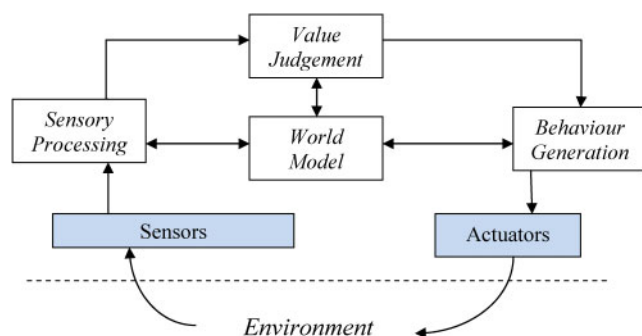 Value
Judgement
Sensory
Processing
World
Model
Behaviour
Generation
Sensors
Actuators
Environment